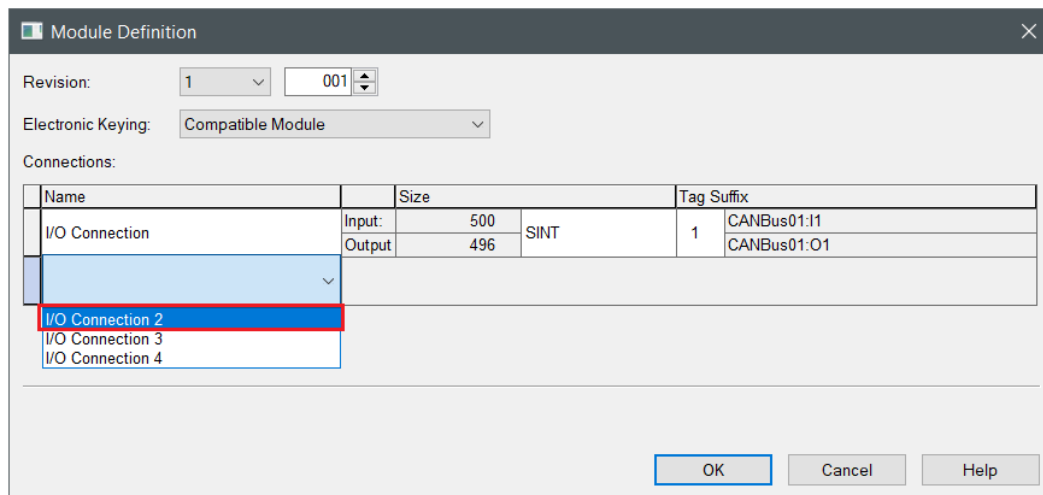 Module Definition
Revision: 1 001
Electronic Keying: Compatible Module
Connections:
Name Size Tag Suffix
I/O Connection Input: 500 SINT 1 CANBus01:I1
Output 496 CANBus01:O1
I/O Connection 2
I/O Connection 3
I/O Connection 4
OK Cancel Help